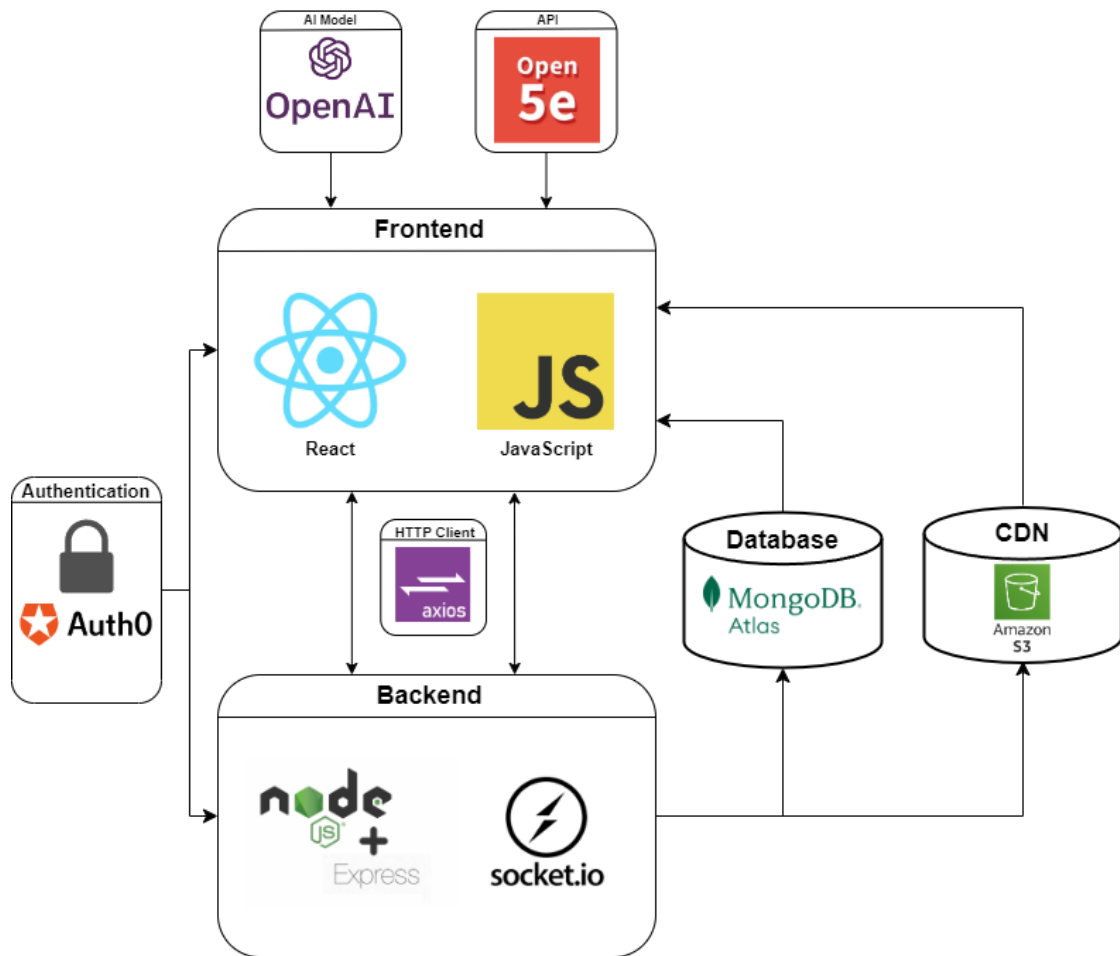 AI Model
OpenAI
API
Open
5e
Frontend
JS
React
JavaScript
Authentication
Auth0
HTTP Client
axios
Database
MongoDB.
Atlas
CDN
Amazon
S3
Backend
node
JS
+
Express
socket.io